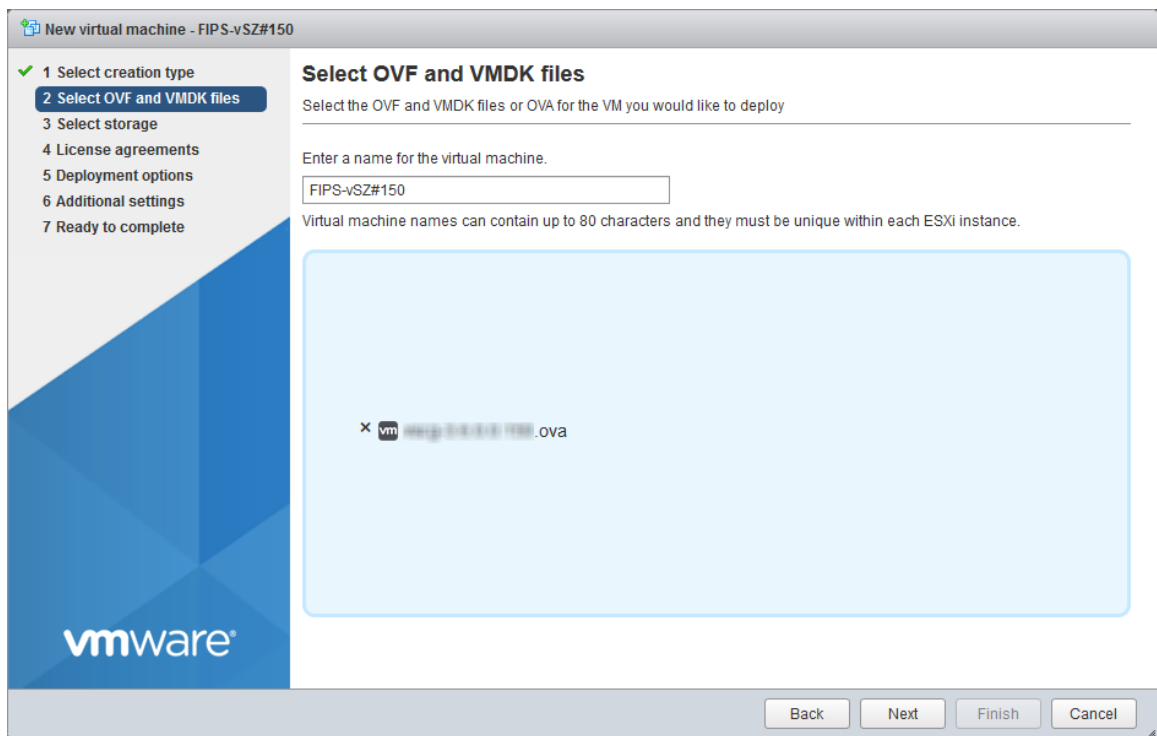 New virtual machine - FIPS-vSZ#150
1 Select creation type
2 Select OVF and VMDK files
3 Select storage
4 License agreements
5 Deployment options
6 Additional settings
7 Ready to complete
vmware®
Select OVF and VMDK files
Select the OVF and VMDK files or OVA for the VM you would like to deploy
Enter a name for the virtual machine.
FIPS-vSZ#150
Virtual machine names can contain up to 80 characters and they must be unique within each ESXi instance.
vm .ova
Back Next Finish Cancel